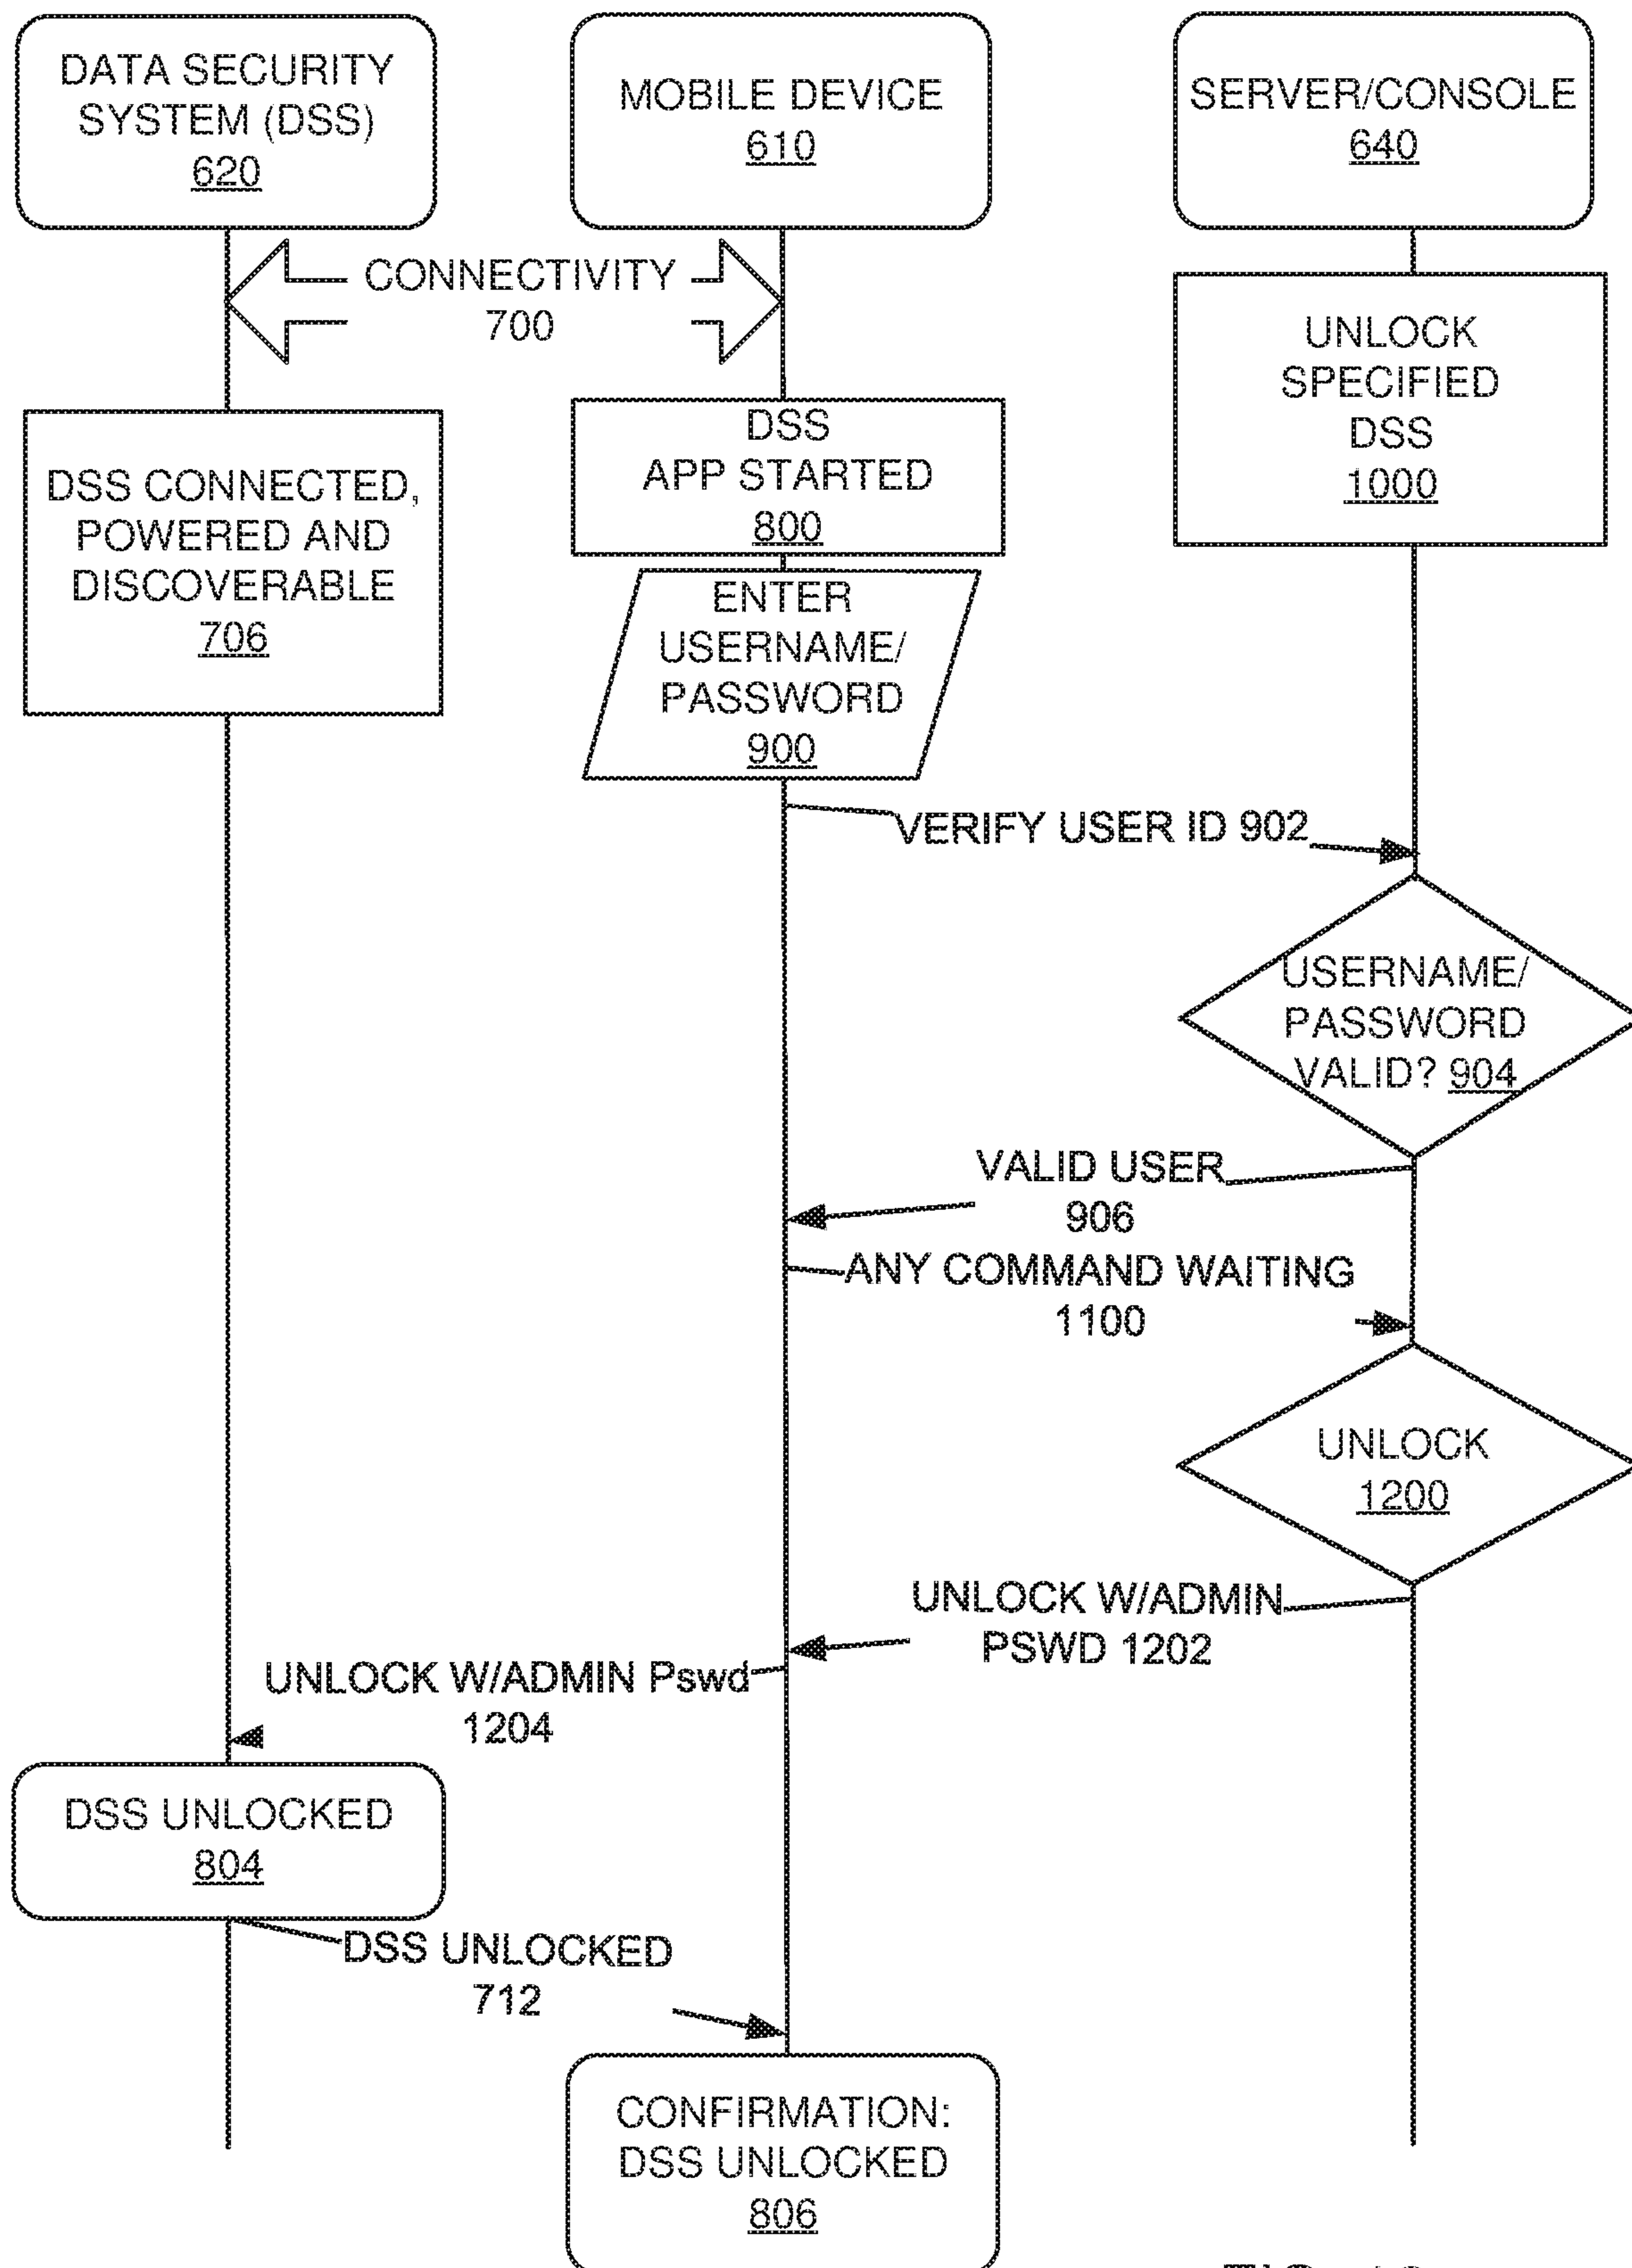 DATA SECURITY
SYSTEM (DSS)
620
MOBILE DEVICE
610
SERVER/CONSOLE
640
CONNECTIVITY
700
UNLOCK
SPECIFIED
DSS
1000
DSS CONNECTED,
POWERED AND
DISCOVERABLE
706
DSS
APP STARTED
800
ENTER
USERNAME/
PASSWORD
900
VERIFY USER ID 902
USERNAME/
PASSWORD
VALID? 904
VALID USER
906
ANY COMMAND WAITING
1100
UNLOCK
1200
UNLOCK W/ADMIN
PSWD 1202
UNLOCK W/ADMIN Pswd
1204
DSS UNLOCKED
804
DSS UNLOCKED
712
CONFIRMATION:
DSS UNLOCKED
806